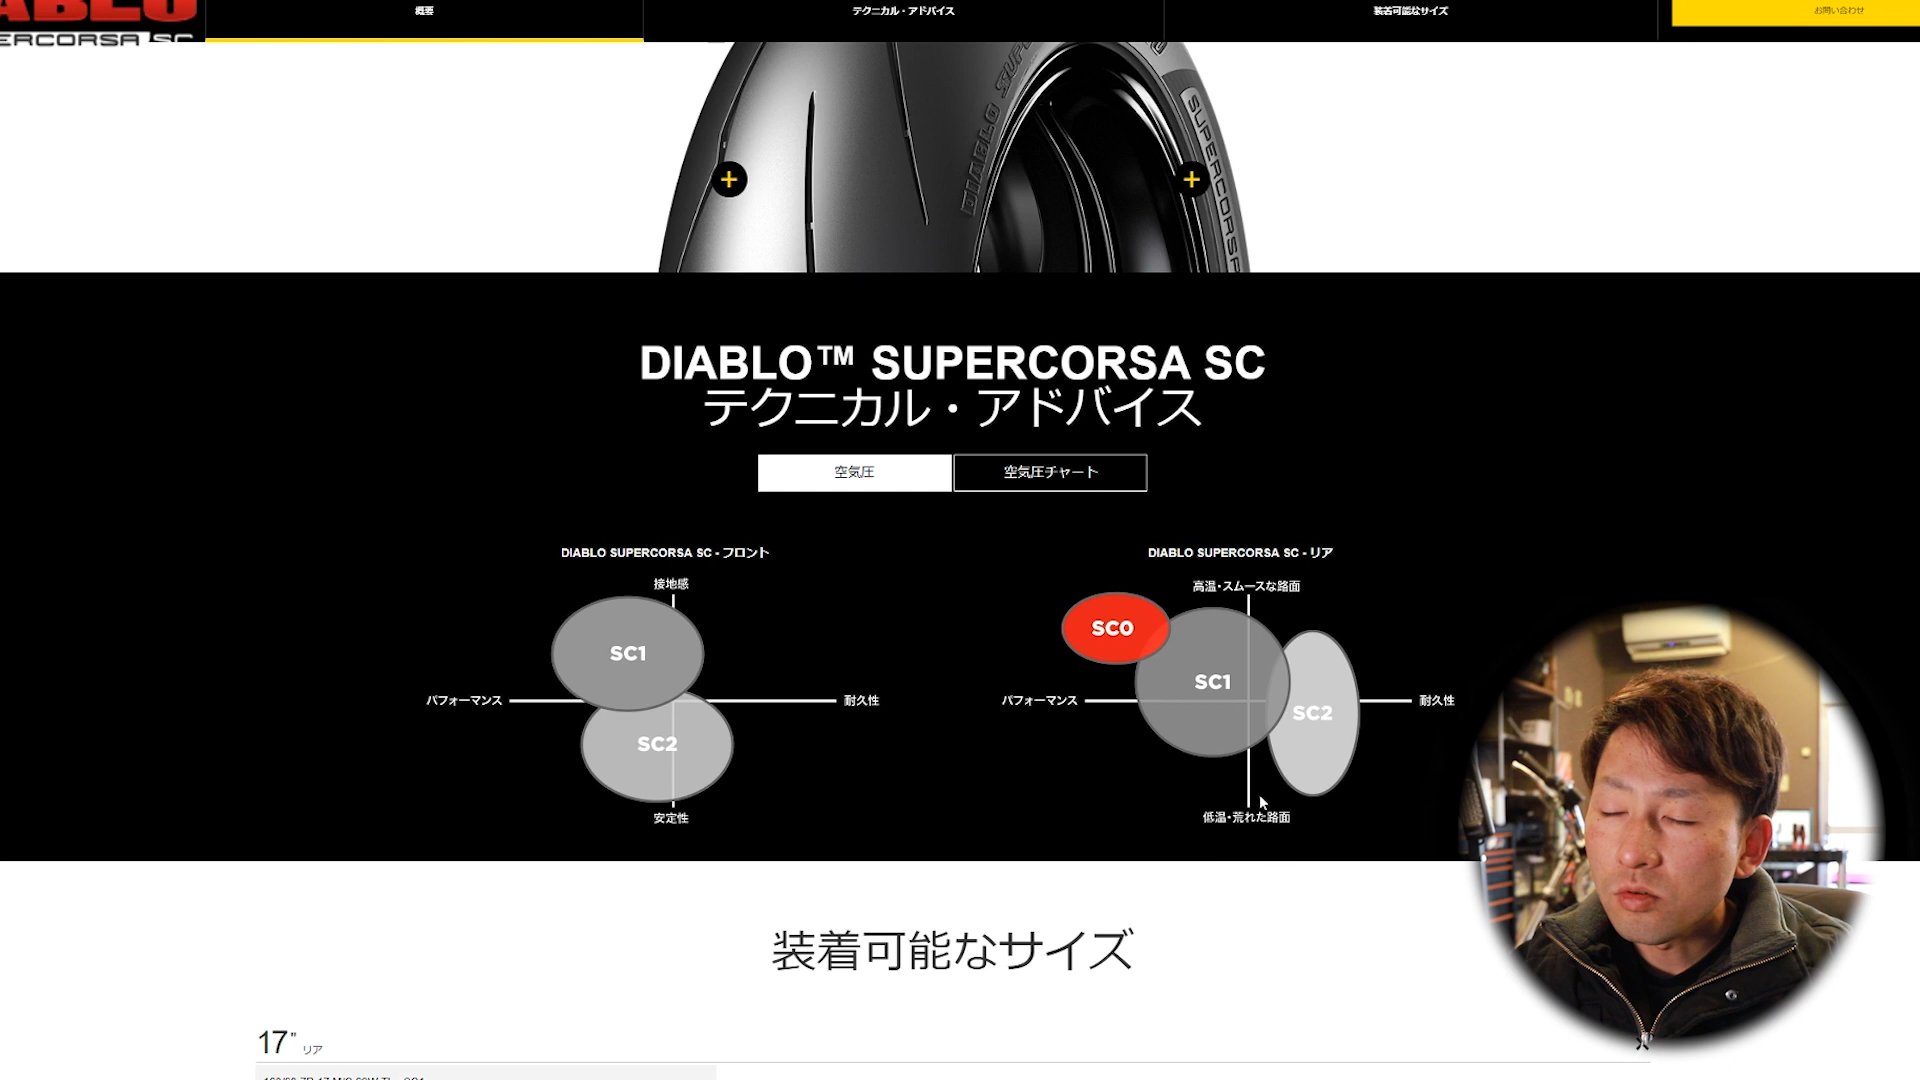 概要
テクニカル・アドバイス
装着可能なサイズ
お問い合わせ
DIABLO
SUPERCORSA
DIABLO™ SUPERCORSA SC
テクニカル・アドバイス
空気圧
空気圧チャート
DIABLO SUPERCORSA SC - フロント
接地感
SC1
パフォーマンス
耐久性
SC2
安定性
DIABLO SUPERCORSA SC - リア
高温・スムースな路面
SC0
SC1
パフォーマンス
耐久性
SC2
低温・荒れた路面
装着可能なサイズ
17" リア